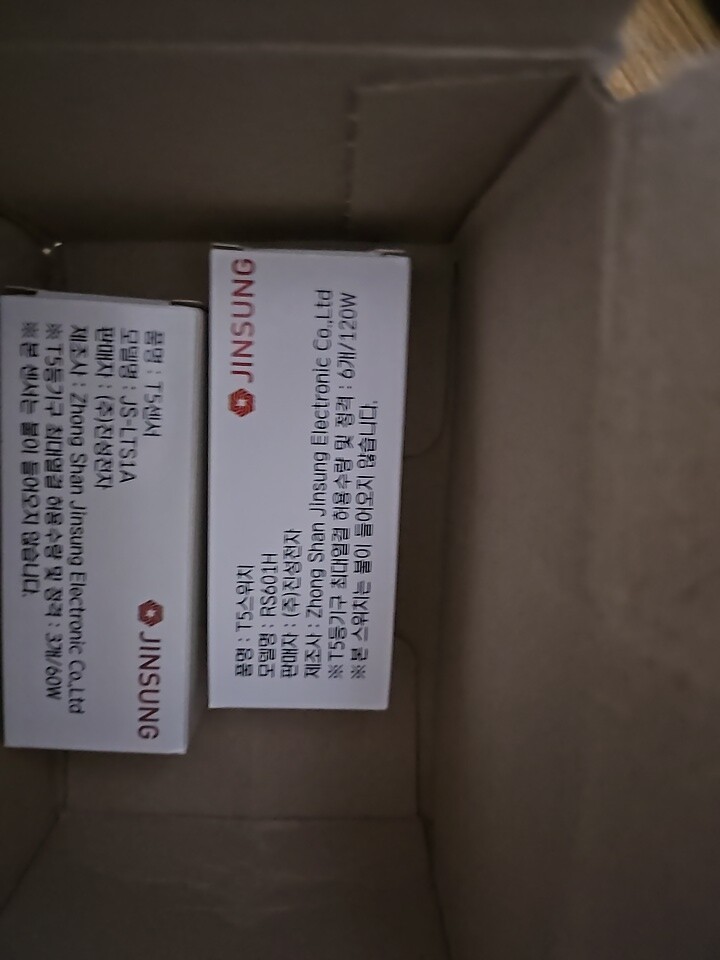 품명 : T5센서
모델명 : JS-LTS1A
판매자 : (주)진성전자
제조사 : Zhong Shan Jinsung Electronic Co.,Ltd
※ T5등기구 최대일결 허용수량 및 정격 : 3개/60W
※ 본 센서는 불이 들어오지 않습니다.
JINSUNG
JINSUNG
품명 : T5스위치
모델명 : RS601H
판매자 : (주)진성전자
제조사 : Zhong Shan Jinsung Electronic Co.,Ltd
※ T5등기구 최대일결 허용수량 및 정격 : 6개/120W
※ 본 스위치는 불이 들어오지 않습니다.